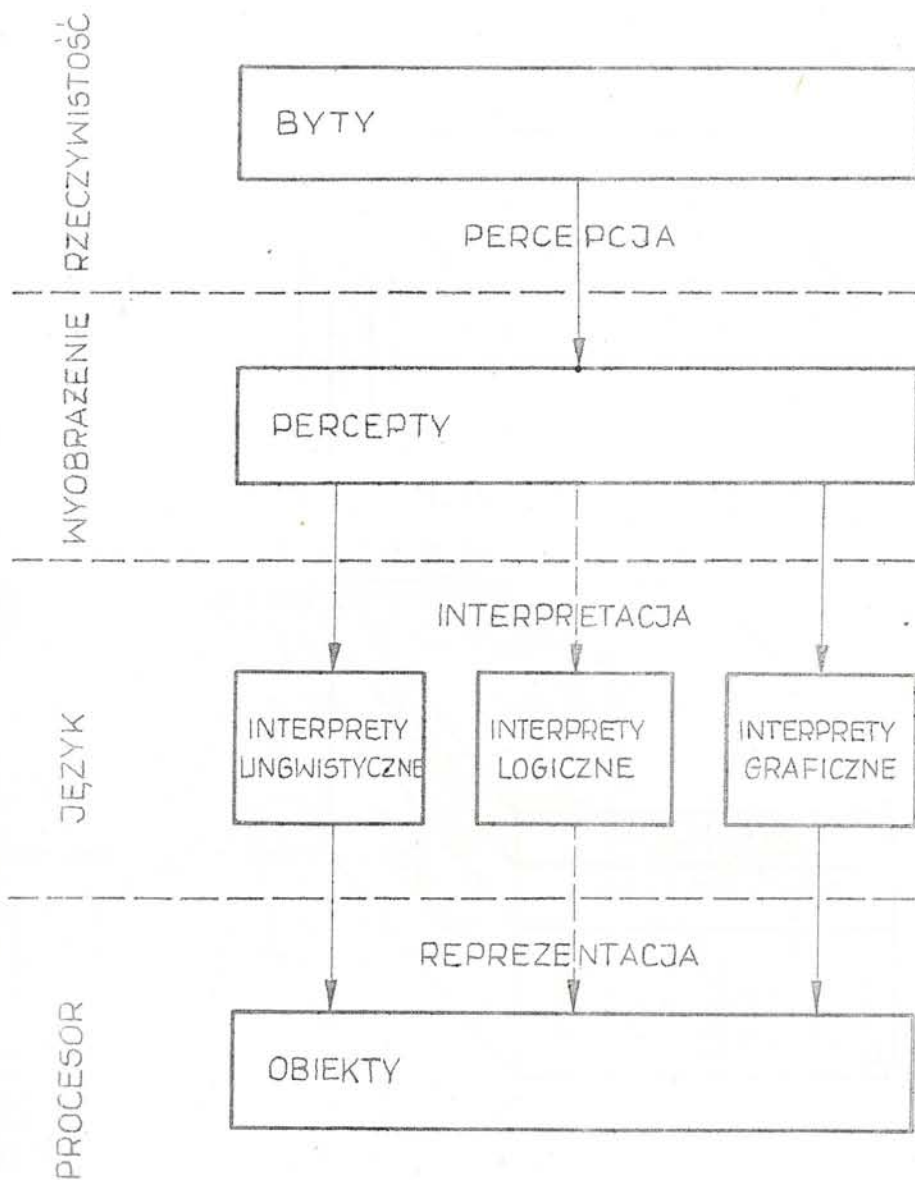 RZECZYWISTOŚĆ
BYTY
PERCEPCJA
WYOBRAŻENIE
PERCEPTY
INTERPRETACJA
JĘZYK
INTERPRETY
LINGWISTYCZNE
INTERPRETY
LOGICZNE
INTERPRETY
GRAFICZNE
REPREZENTACJA
PROCESOR
OBIEKTY